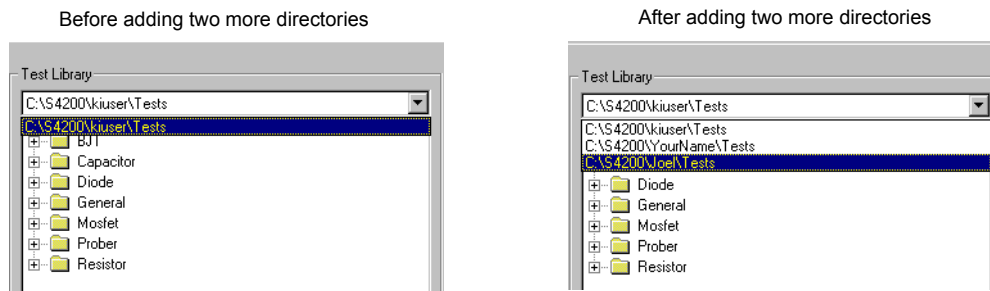 Before adding two more directories
Test Library
C:\S4200\kiuser\Tests
C:\S4200\kiuser\Tests
BJT
Capacitor
Diode
General
Mosfet
Prober
Resistor
After adding two more directories
Test Library
C:\S4200\kiuser\Tests
C:\S4200\kiuser\Tests
C:\S4200\YourName\Tests
C:\S4200\Joel\Tests
Diode
General
Mosfet
Prober
Resistor